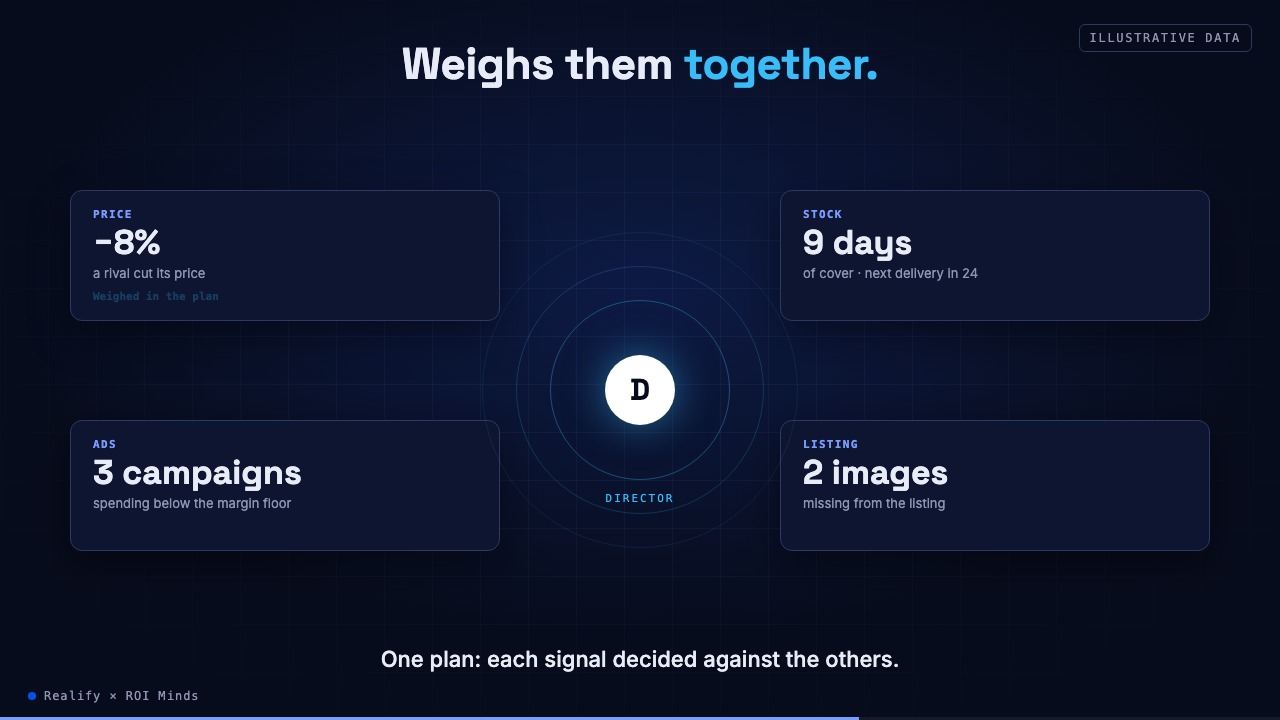 ILLUSTRATIVE DATA
Weighs them together.
PRICE
−8%
a rival cut its price
Weighed in the plan
STOCK
9 days
of cover · next delivery in 24
ADS
3 campaigns
spending below the margin floor
LISTING
2 images
missing from the listing
D
DIRECTOR
One plan: each signal decided against the others.
Realify × ROI Minds